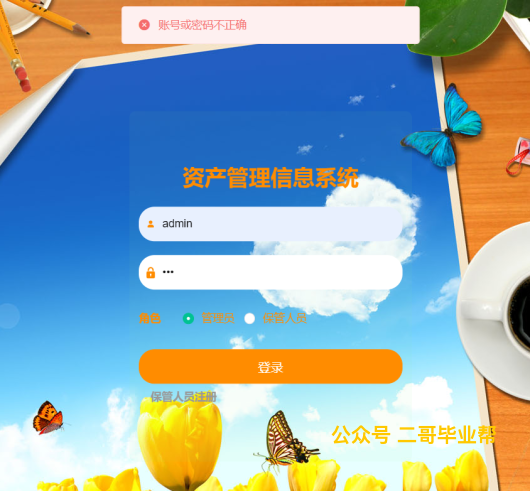 账号或密码不正确
资产管理信息系统
admin
•••
角色 管理员 保管人员
登录
保管人员注册
公众号 二哥毕业帮